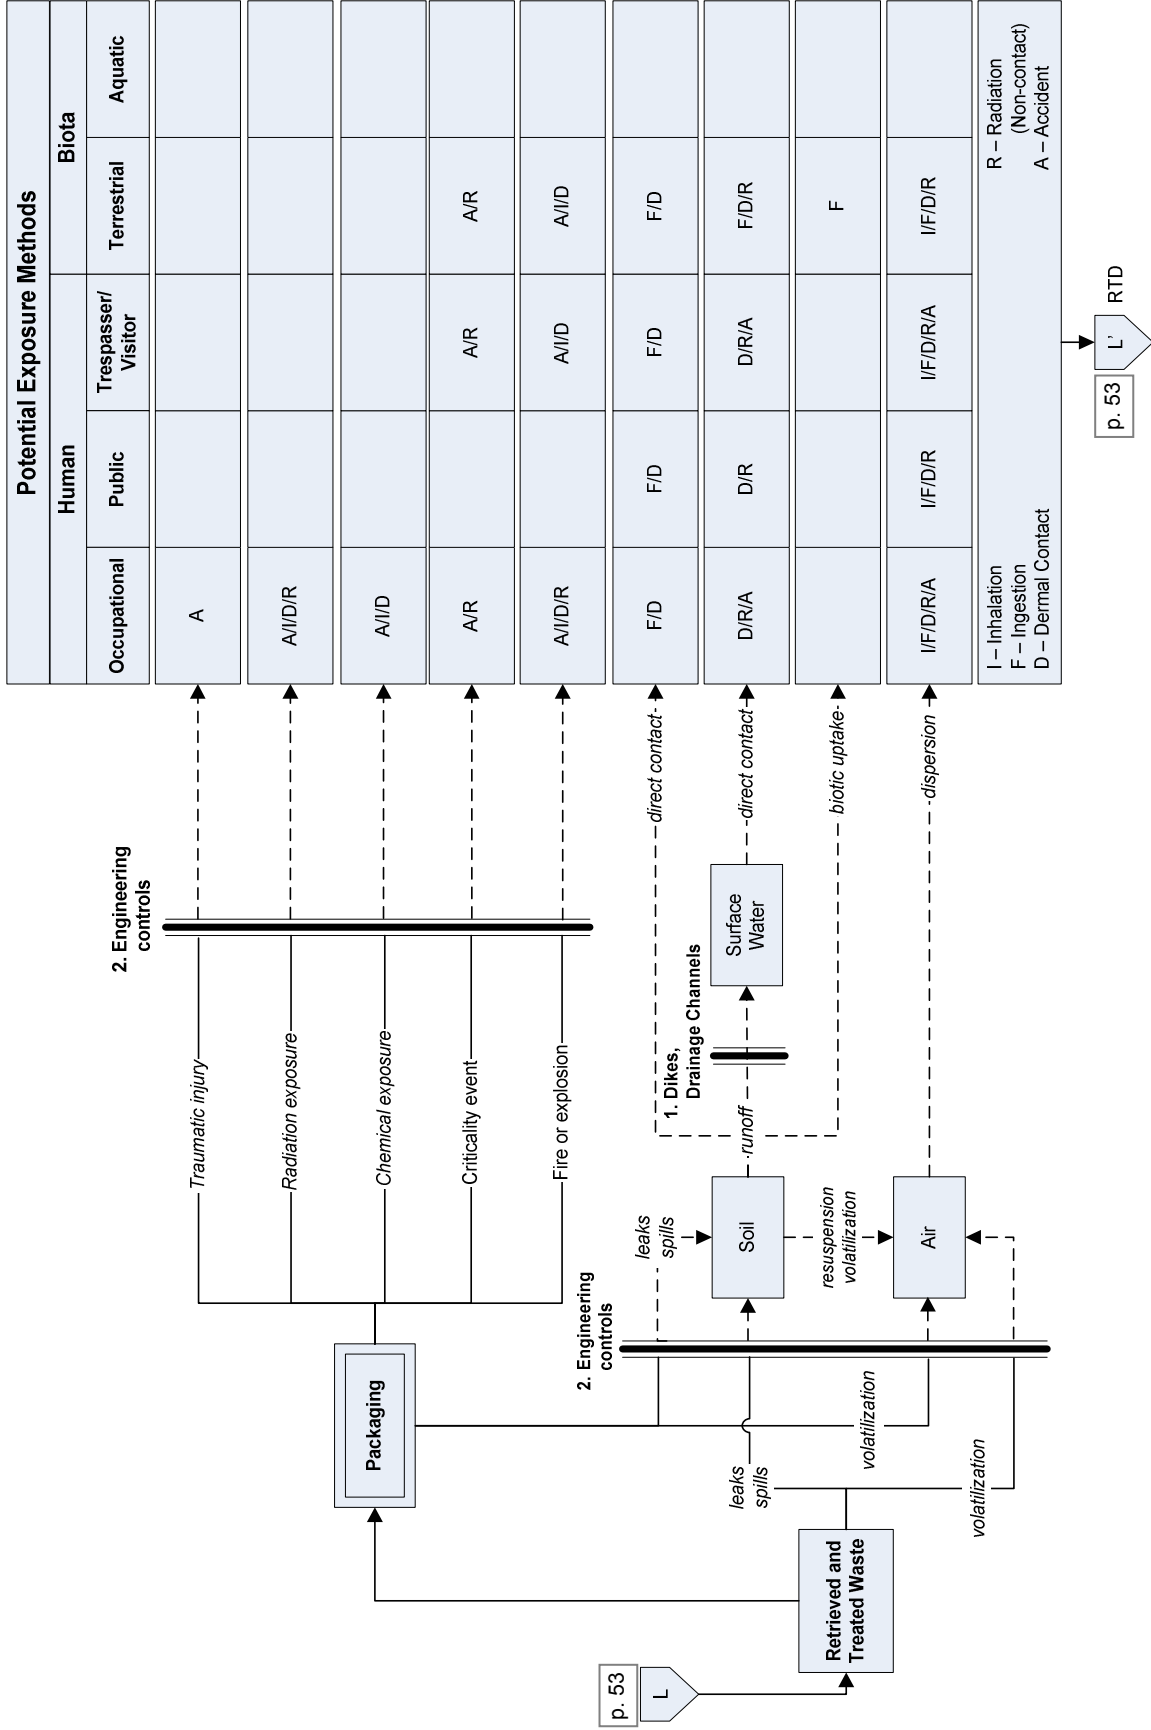 Potential Exposure Methods
Human
Biota
Occupational
Public
Trespasser/
Visitor
Terrestrial
Aquatic
2. Engineering
controls
Traumatic injury
A
Radiation exposure
A/I/D/R
Chemical exposure
A/I/D
Criticality event
A/R
A/R
A/R
Fire or explosion
A/I/D/R
A/I/D
A/I/D
Packaging
direct contact
F/D
F/D
F/D
F/D
leaks
spills
1. Dikes,
Drainage Channels
Soil
runoff
Surface
Water
direct contact
D/R/A
D/R
D/R/A
F/D/R
2. Engineering
controls
leaks
spills
resuspension
volatilization
biotic uptake
F
volatilization
Air
dispersion
I/F/D/R/A
I/F/D/R
I/F/D/R/A
I/F/D/R
volatilization
p. 53
L
Retrieved and
Treated Waste
I – Inhalation
F – Ingestion
D – Dermal Contact
R – Radiation
(Non-contact)
A – Accident
p. 53
L'
RTD